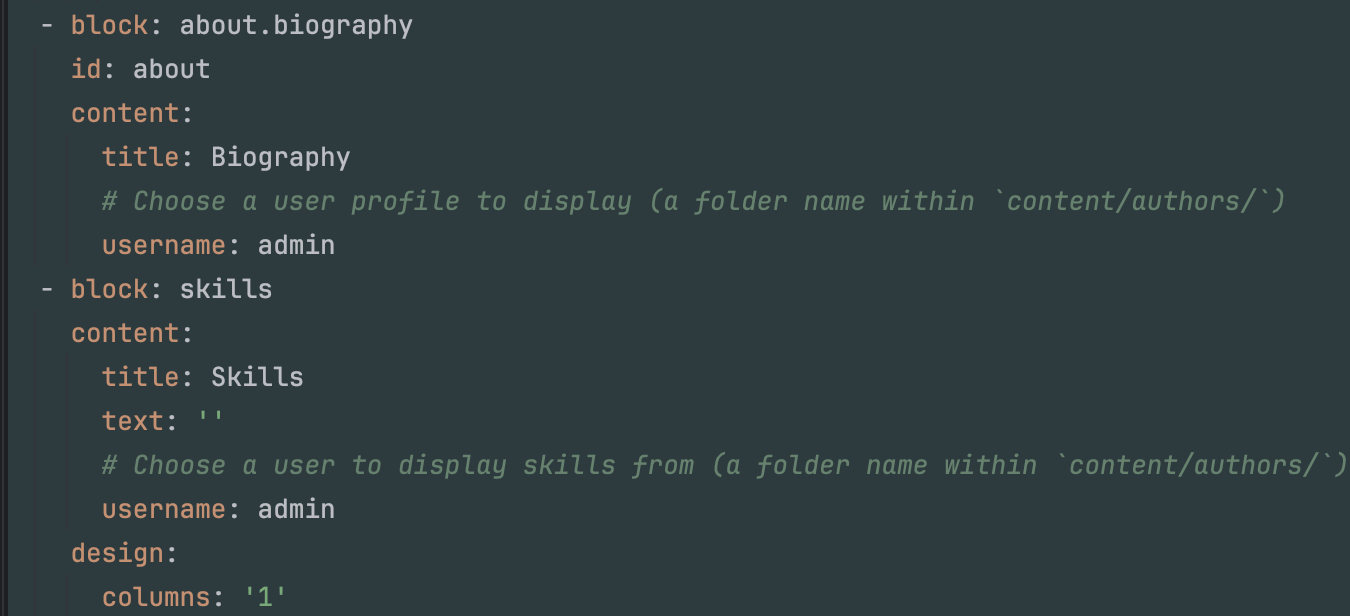 - block: about.biography
  id: about
  content:
    title: Biography
    # Choose a user profile to display (a folder name within `content/authors/`)
    username: admin
- block: skills
  content:
    title: Skills
    text: ''
    # Choose a user to display skills from (a folder name within `content/authors/`)
    username: admin
  design:
    columns: '1'